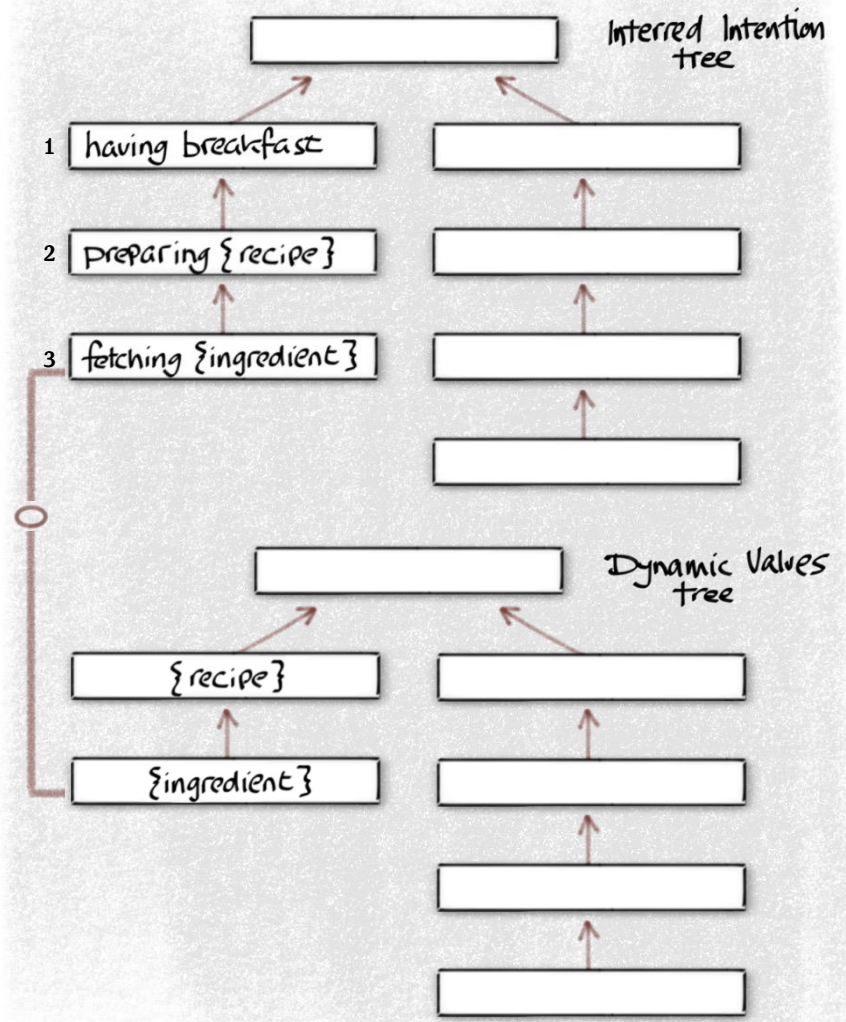 Interred Intention
tree
1 having breakfast
2 preparing {recipe}
3 fetching {ingredient}
Dynamic Values
tree
{recipe}
{ingredient}